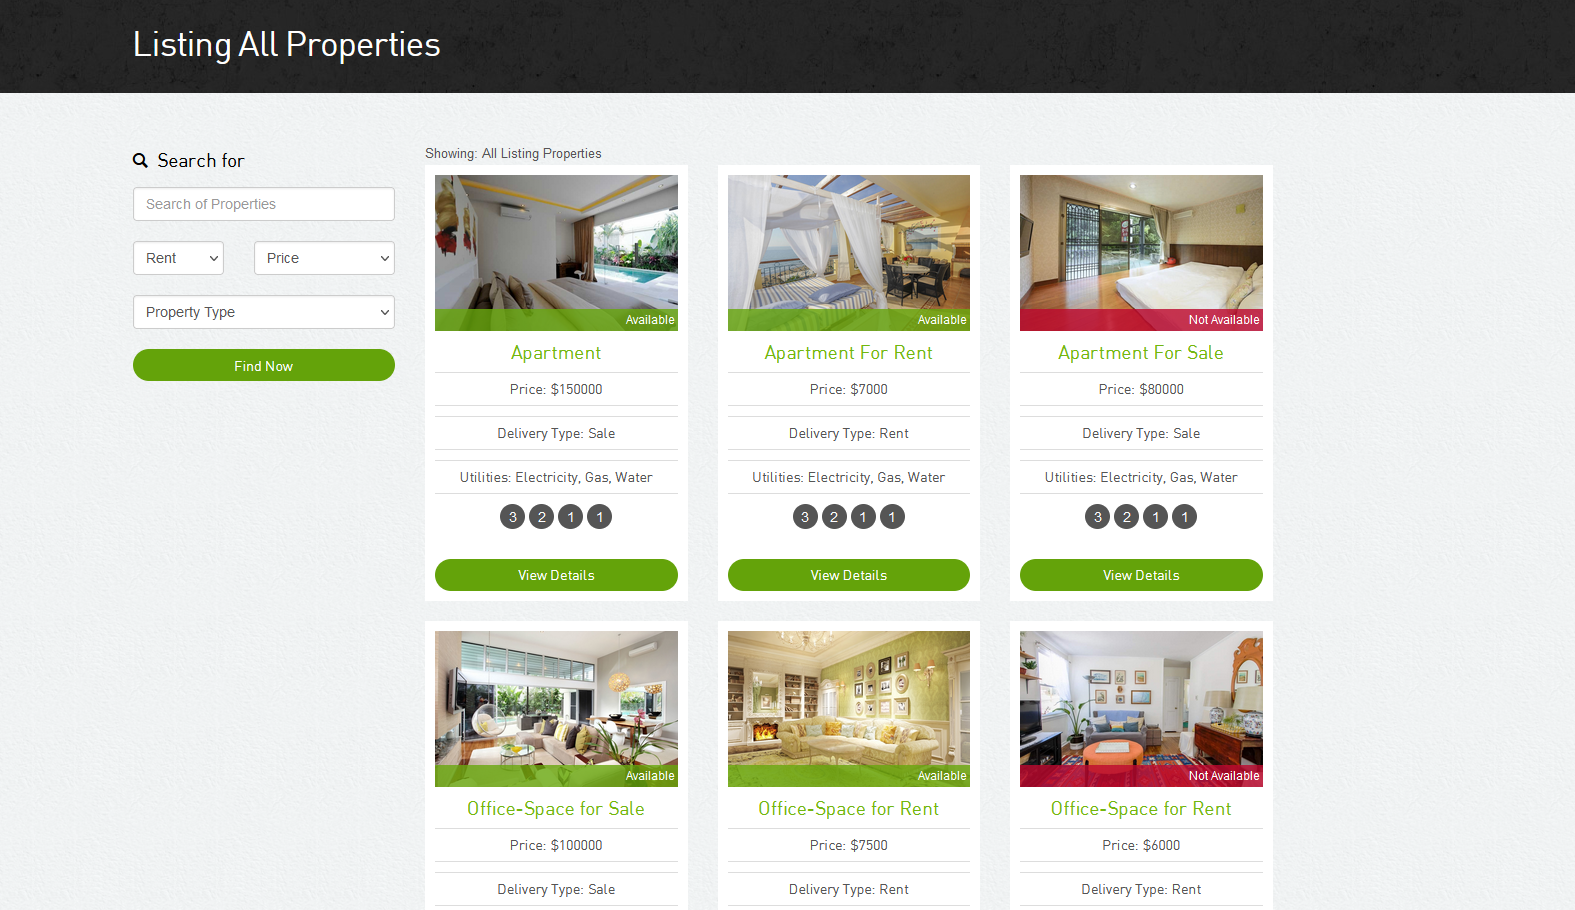 Listing All Properties
Search for
Search of Properties
Rent
Price
Property Type
Find Now
Showing: All Listing Properties
Available
Apartment
Price: $150000
Delivery Type: Sale
Utilities: Electricity, Gas, Water
3 2 1 1
View Details
Available
Apartment For Rent
Price: $7000
Delivery Type: Rent
Utilities: Electricity, Gas, Water
3 2 1 1
View Details
Not Available
Apartment For Sale
Price: $80000
Delivery Type: Sale
Utilities: Electricity, Gas, Water
3 2 1 1
View Details
Available
Office-Space for Sale
Price: $100000
Delivery Type: Sale
Available
Office-Space for Rent
Price: $7500
Delivery Type: Rent
Not Available
Office-Space for Rent
Price: $6000
Delivery Type: Rent